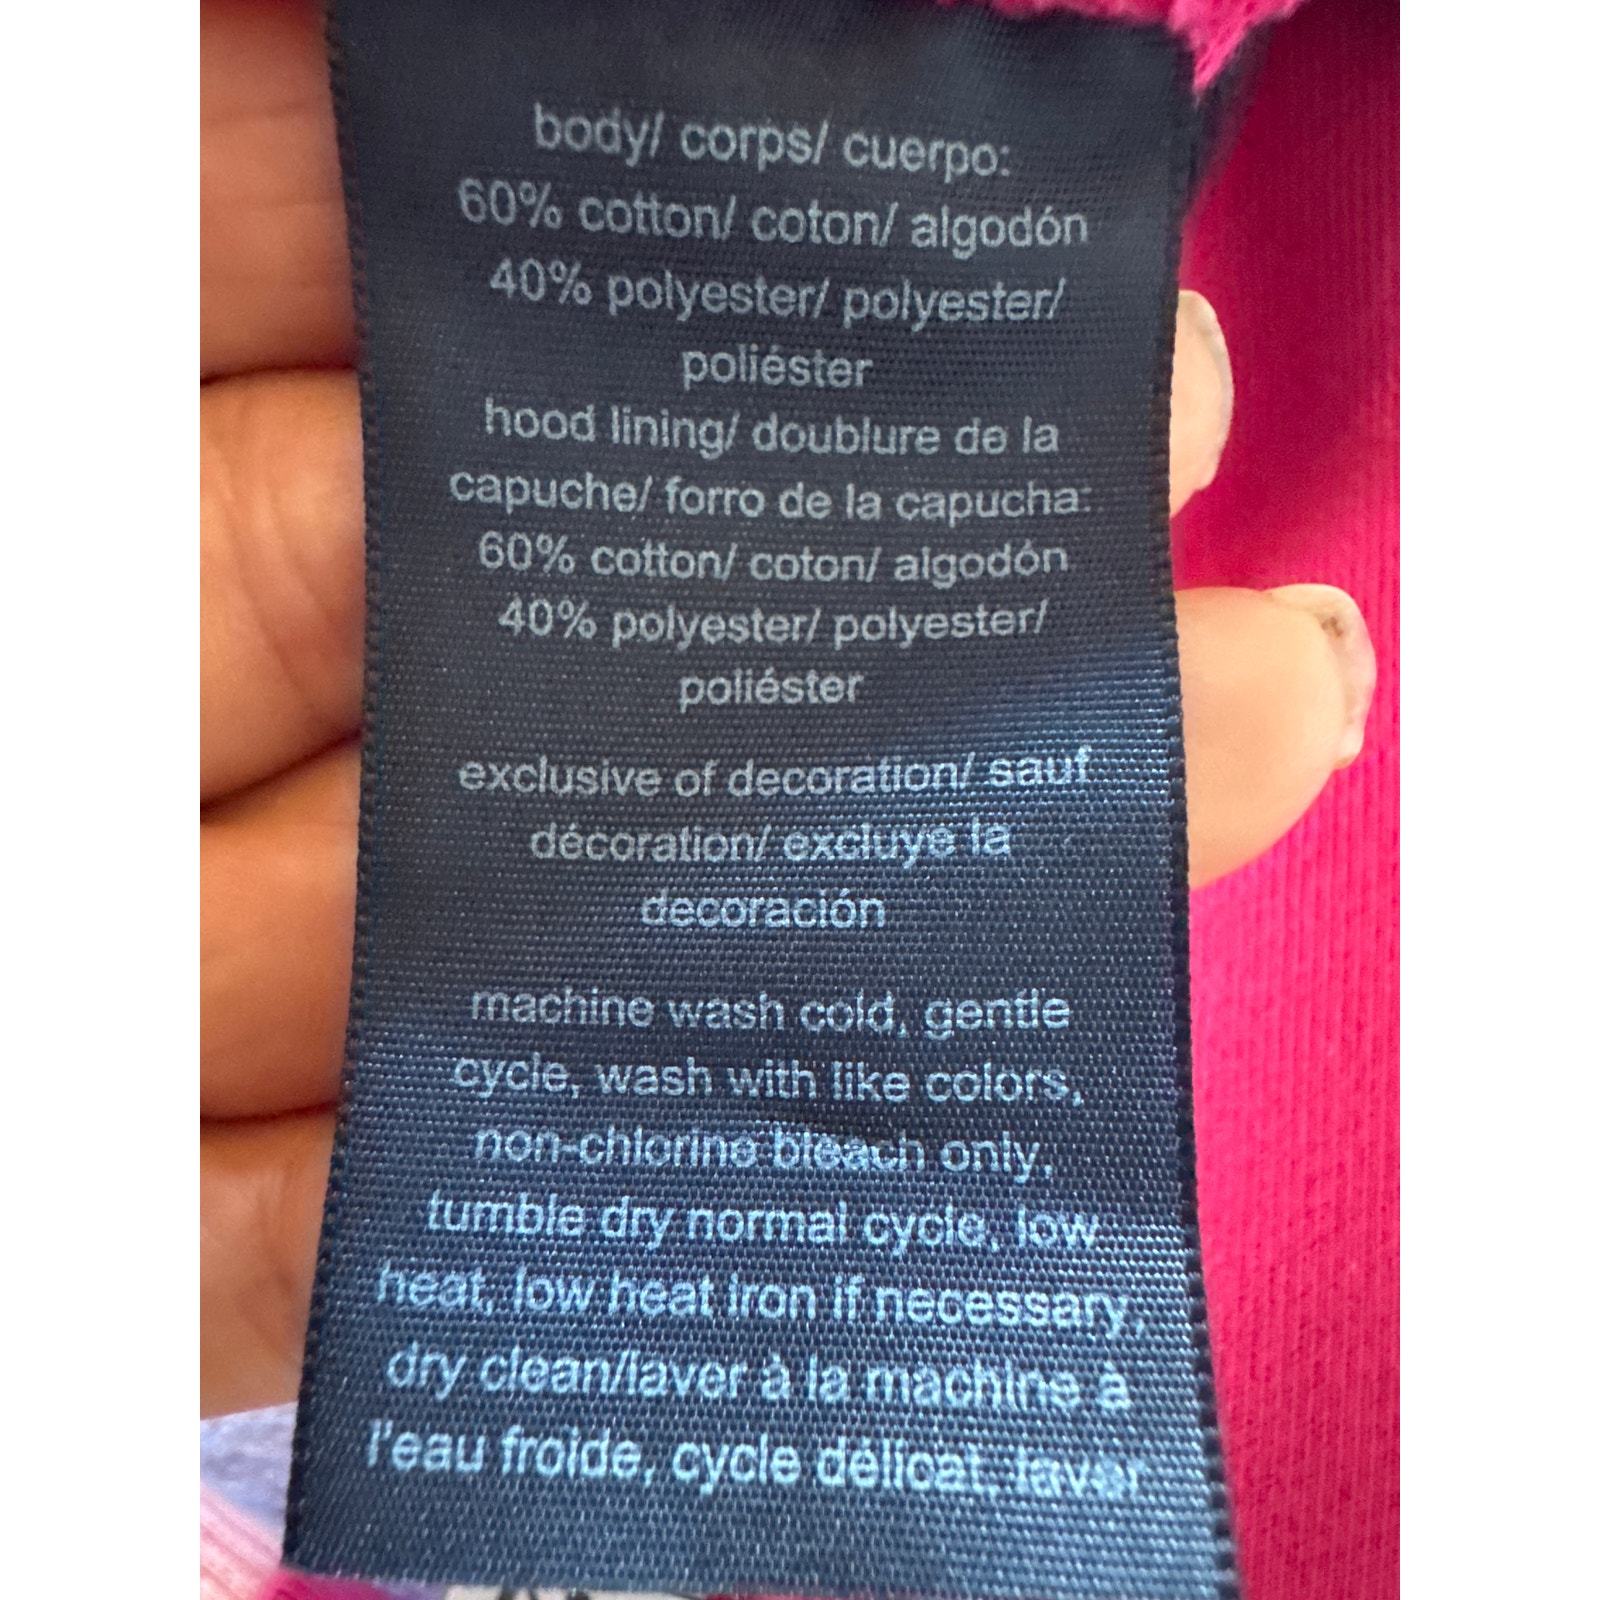 body/ corps/ cuerpo:
60% cotton/ coton/ algodón
40% polyester/ polyester/
poliéster
hood lining/ doublure de la
capuche/ forro de la capucha:
60% cotton/ coton/ algodón
40% polyester/ polyester/
poliéster
exclusive of decoration/ sauf
décoration/ excluye la
decoración
machine wash cold, gentle
cycle, wash with like colors,
non-chlorine bleach only,
tumble dry normal cycle, low
heat, low heat iron if necessary,
dry clean/laver à la machine à
l'eau froide, cycle délicat, laver